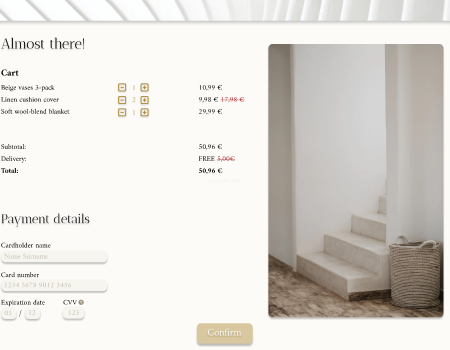 Almost there!
Cart
Beige vases 3-pack − 1 + 10,99 €
Linen cushion cover − 2 + 9,98 € 17,98 €
Soft wool-blend blanket − 1 + 29,99 €
Subtotal: 50,96 €
Delivery: FREE 5,00€
Total: 50,96 €
Payment details
Cardholder name
Name Surname
Card number
1234 5678 9012 3456
Expiration date CVV
01 / 12 123
Confirm